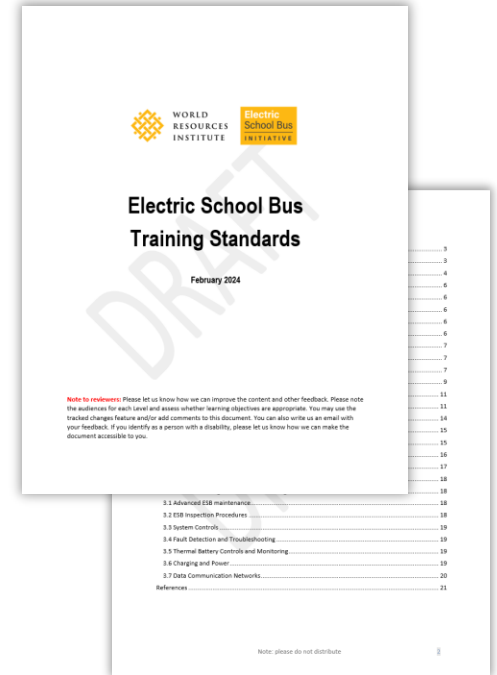 WORLD
RESOURCES
INSTITUTE
Electric
School Bus
INITIATIVE
Electric School Bus
Training Standards
February 2024
DRAFT
Note to reviewers: Please let us know how we can improve the content and other feedback. Please note
the audiences for each Level and assess whether learning objectives are appropriate. You may use the
tracked changes feature and/or add comments to this document. You can also write us an email with
your feedback. If you identify as a person with a disability, please let us know how we can make the
document accessible to you.
3
3
4
6
6
6
6
7
7
7
9
11
11
14
15
15
16
17
18
18
3.1 Advanced ESB maintenance 18
3.2 ESB Inspection Procedures 18
3.3 System Controls 19
3.4 Fault Detection and Troubleshooting 19
3.5 Thermal Battery Controls and Monitoring 19
3.6 Charging and Power 19
3.7 Data Communication Networks 20
References 21
Note: please do not distribute